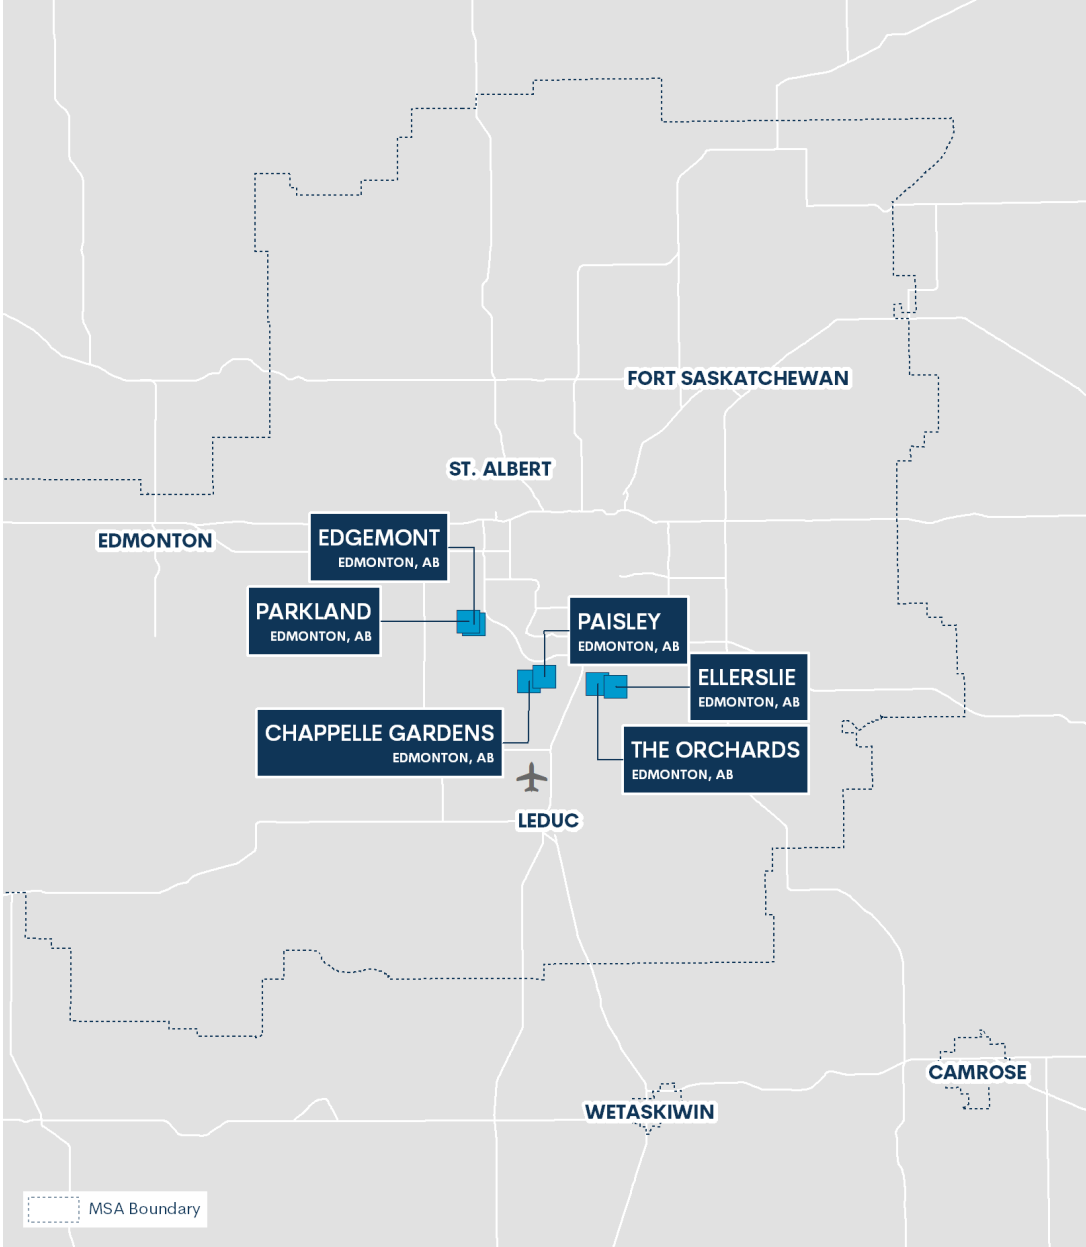 FORT SASKATCHEWAN
ST. ALBERT
EDMONTON
EDGEMONT
EDMONTON, AB
PARKLAND
EDMONTON, AB
PAISLEY
EDMONTON, AB
ELLERSLIE
EDMONTON, AB
CHAPPELLE GARDENS
EDMONTON, AB
THE ORCHARDS
EDMONTON, AB
LEDUC
CAMROSE
WETASKIWIN
MSA Boundary